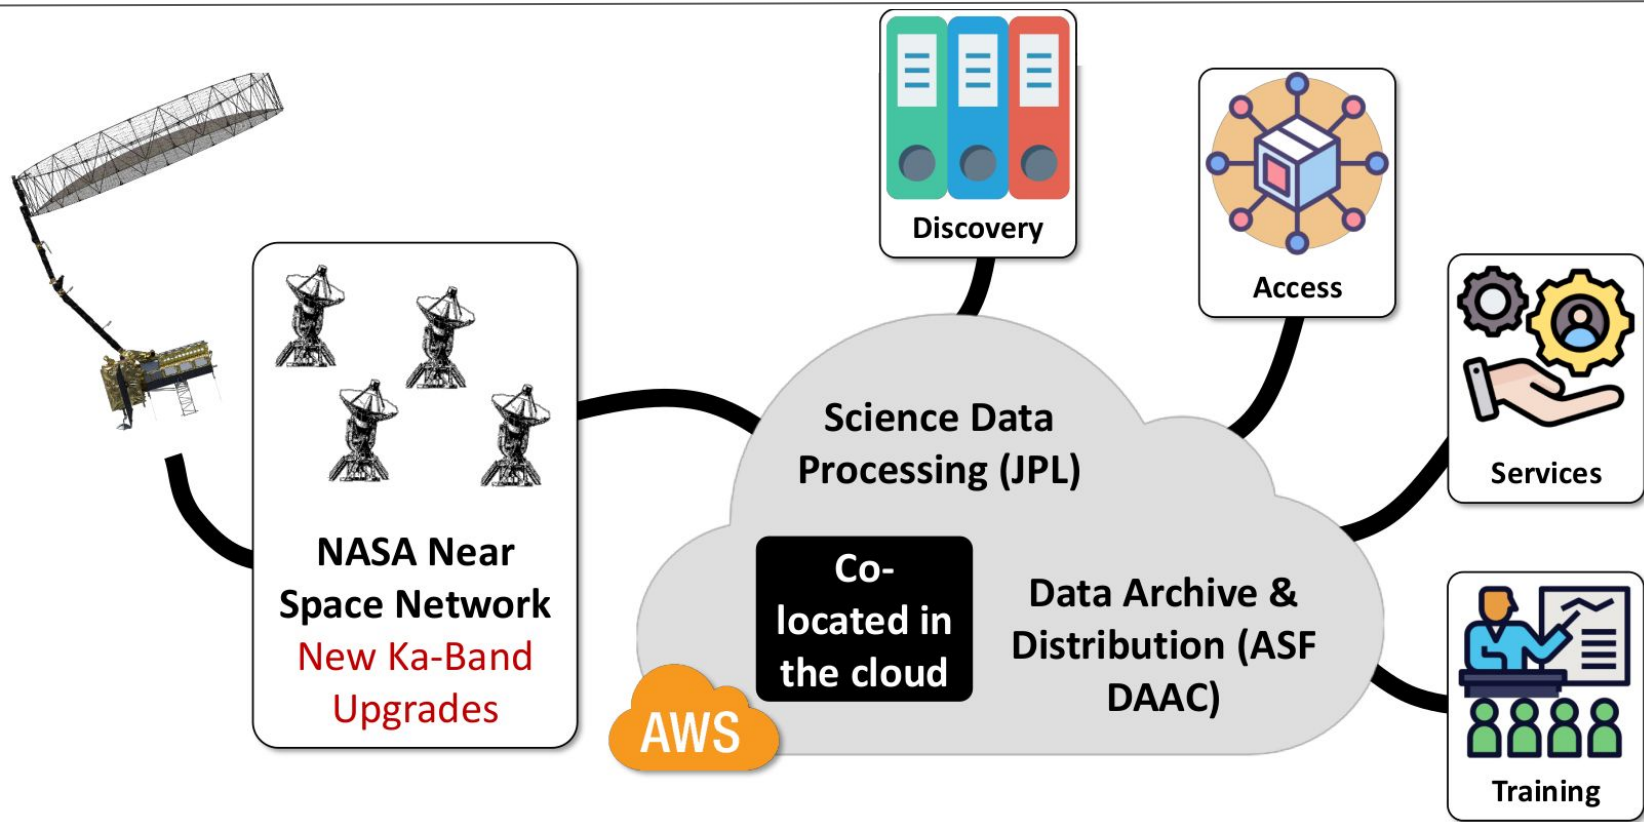 Discovery
Access
Services
Training
NASA Near
Space Network
New Ka-Band
Upgrades
Science Data
Processing (JPL)
Co-
located in
the cloud
Data Archive &
Distribution (ASF
DAAC)
AWS